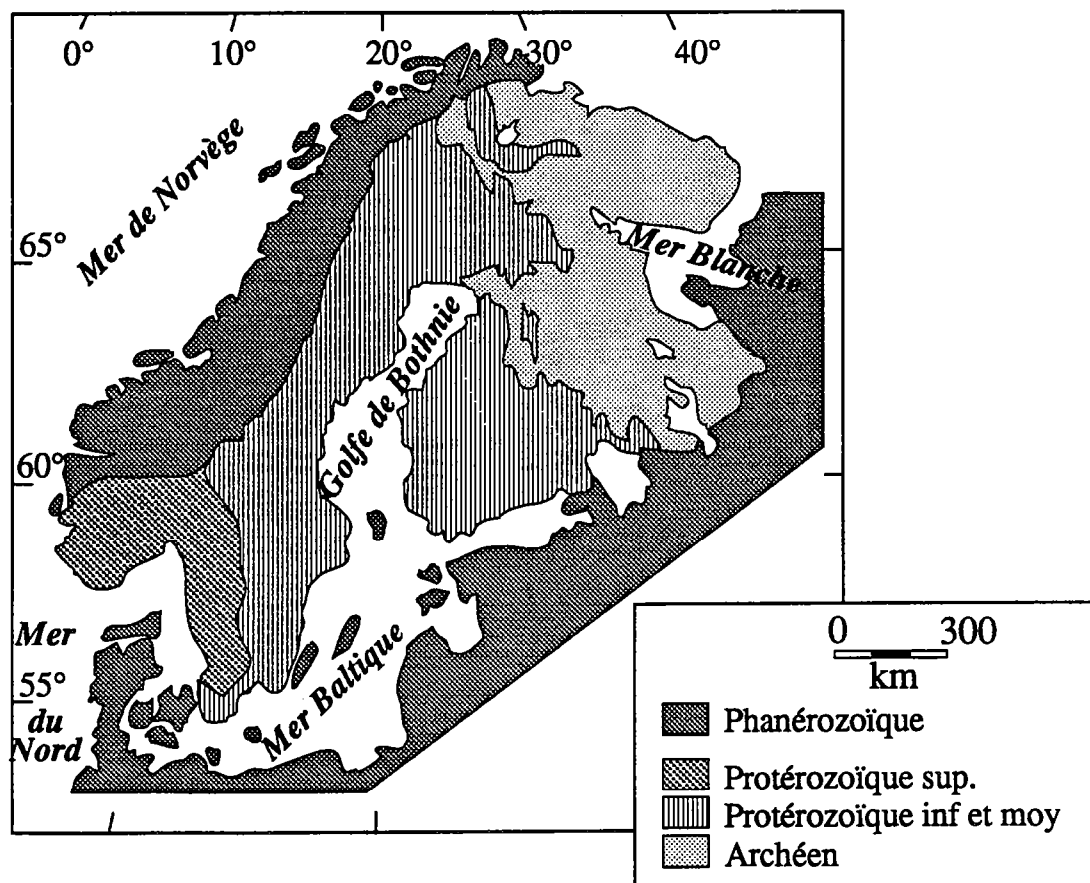 0° 10° 20° 30° 40°
Mer de Norvège
65°
Mer Blanche
Golfe de Bothnie
60°
Mer
55°
du
Nord
Mer Baltique
0 300
km
Phanérozoïque
Protérozoïque sup.
Protérozoïque inf et moy
Archéen